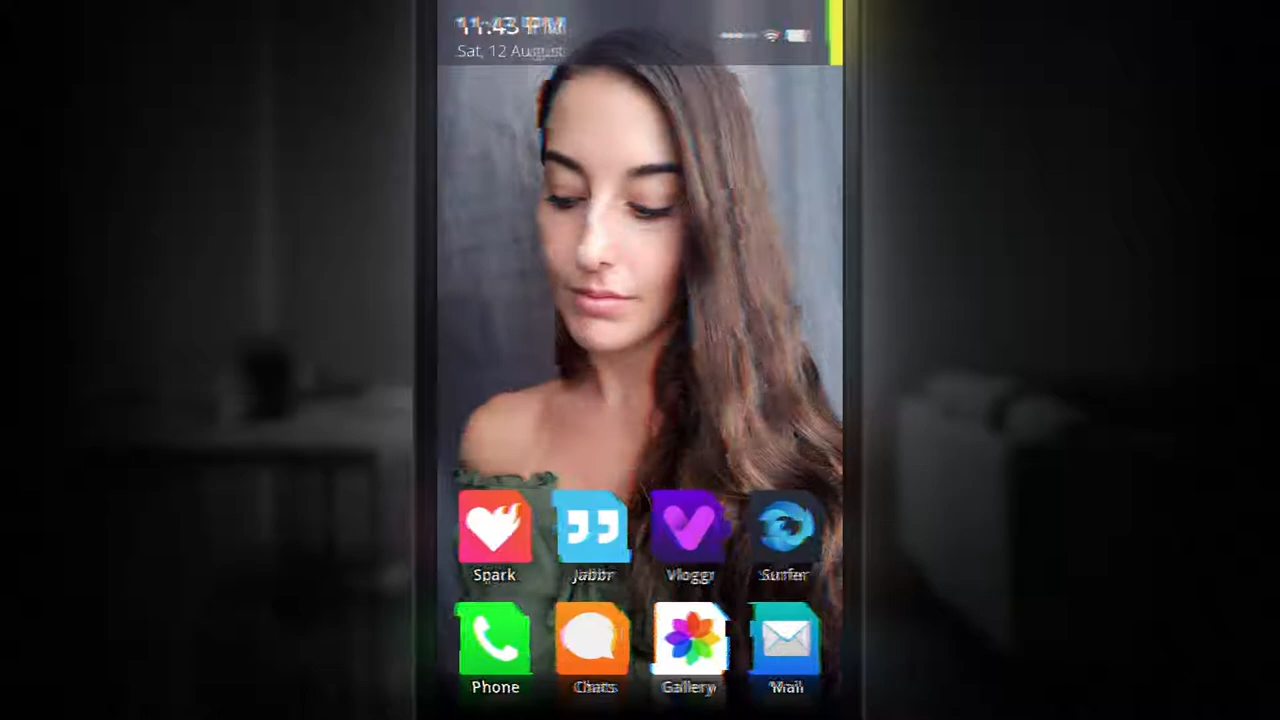 11:43 PM
Sat, 12 August
Spark Jabbr Vloggr Surfer
Phone Chats Gallery Mail